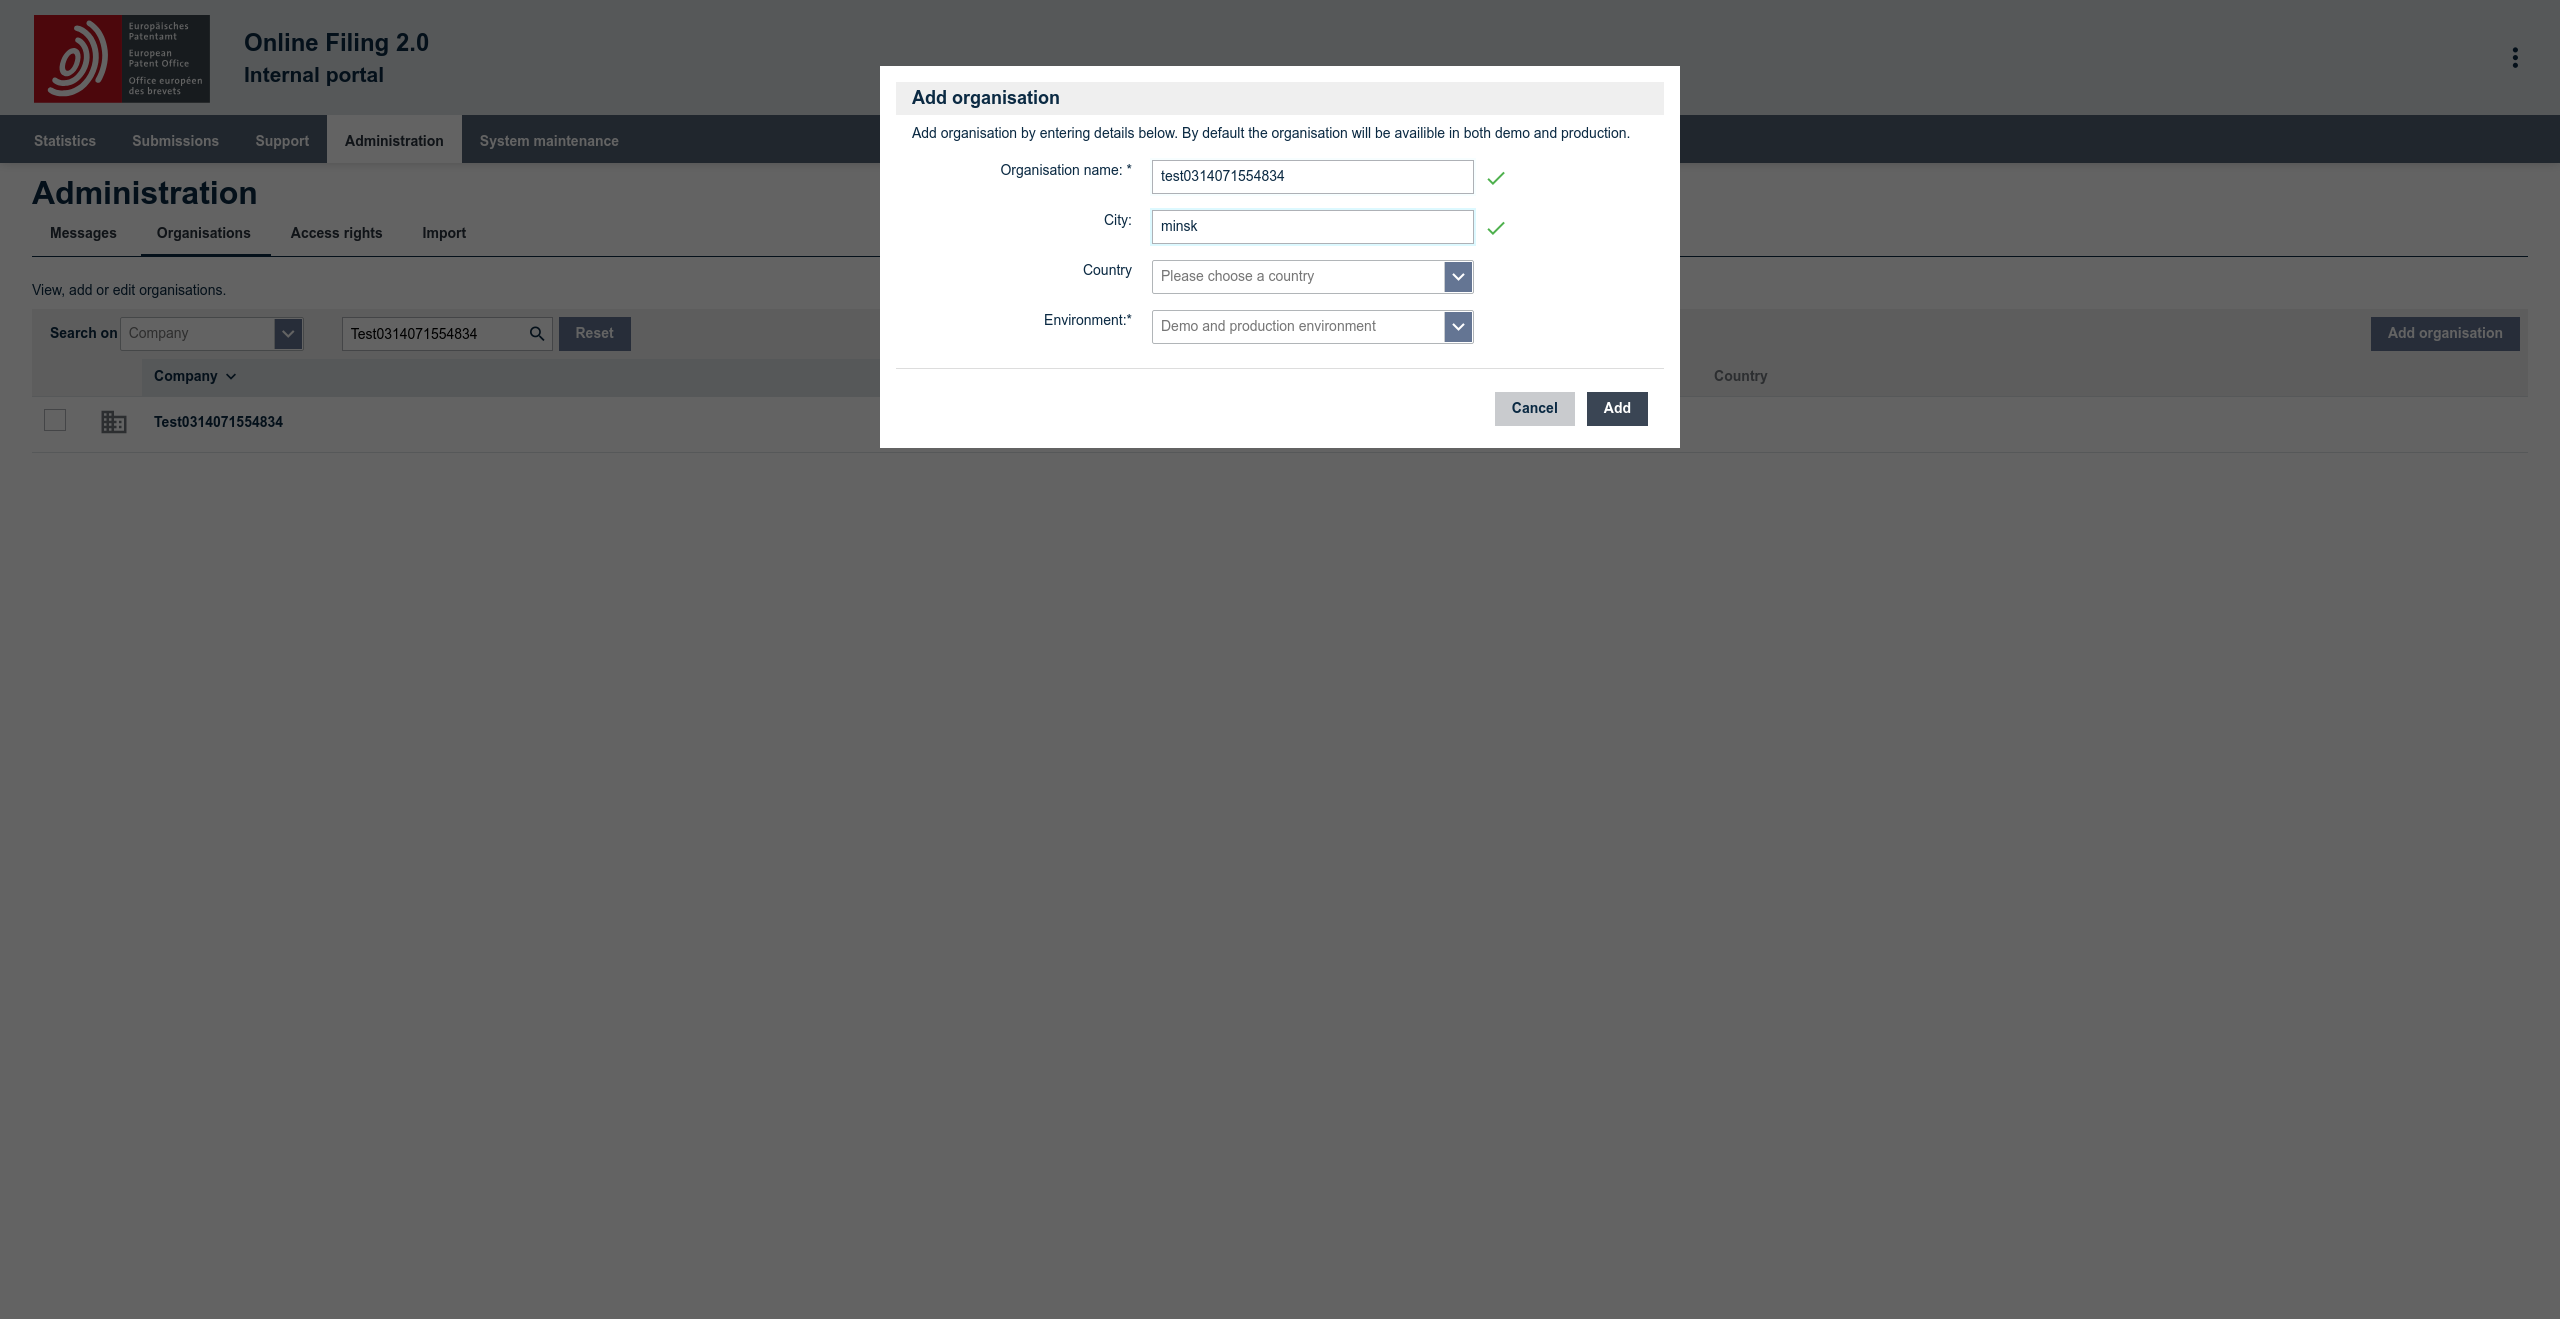 Europäisches
Patentamt
European
Patent Office
Office européen
des brevets
Online Filing 2.0
Internal portal
Statistics Submissions Support Administration System maintenance
Administration
Messages Organisations Access rights Import
View, add or edit organisations.
Search on Company Test0314071554834 Reset Add organisation
Company Country
Test0314071554834
Add organisation
Add organisation by entering details below. By default the organisation will be availible in both demo and production.
Organisation name: * test0314071554834
City: minsk
Country Please choose a country
Environment:* Demo and production environment
Cancel Add